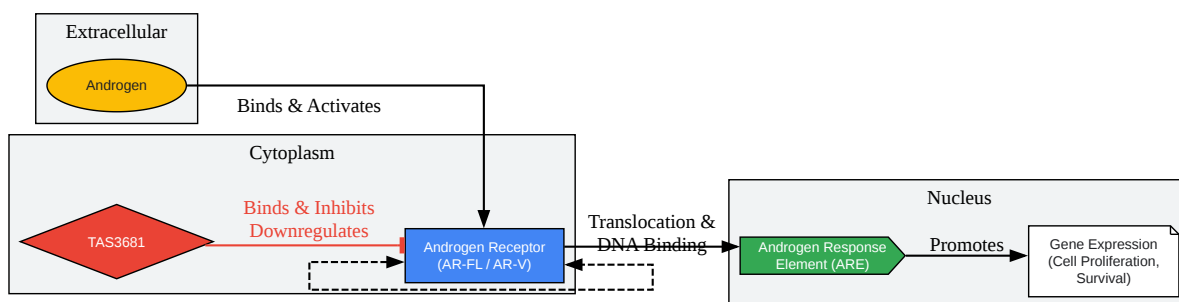 Extracellular
Androgen
Binds & Activates
Cytoplasm
TAS3681
Binds & Inhibits
Downregulates
Androgen Receptor
(AR-FL / AR-V)
Translocation &
DNA Binding
Nucleus
Androgen Response
Element (ARE)
Promotes
Gene Expression
(Cell Proliferation,
Survival)